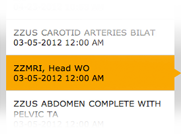 ZZUS CAROTID ARTERIES BILAT
03-05-2012 12:00 AM
ZZMRI, Head WO
03-05-2012 12:00 AM
ZZUS ABDOMEN COMPLETE WITH
PELVIC TA